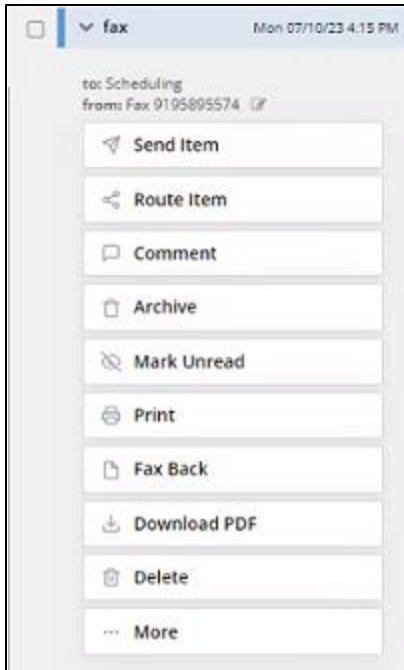 fax Mon 07/10/23 4:15 PM
to: Scheduling
from: Fax 9195895574
Send Item
Route Item
Comment
Archive
Mark Unread
Print
Fax Back
Download PDF
Delete
More